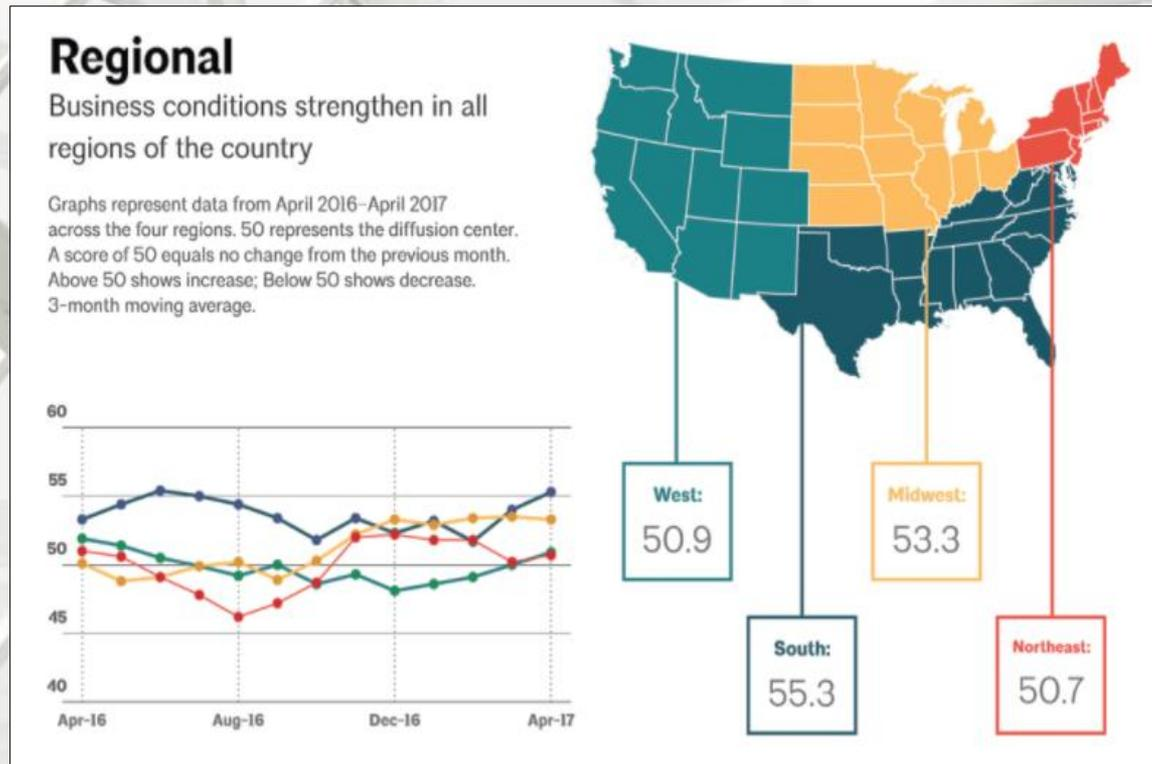 Regional
Business conditions strengthen in all
regions of the country
Graphs represent data from April 2016–April 2017
across the four regions. 50 represents the diffusion center.
A score of 50 equals no change from the previous month.
Above 50 shows increase; Below 50 shows decrease.
3-month moving average.
60
55
50
45
40
Apr-16
Aug-16
Dec-16
Apr-17
West:
50.9
Midwest:
53.3
South:
55.3
Northeast:
50.7